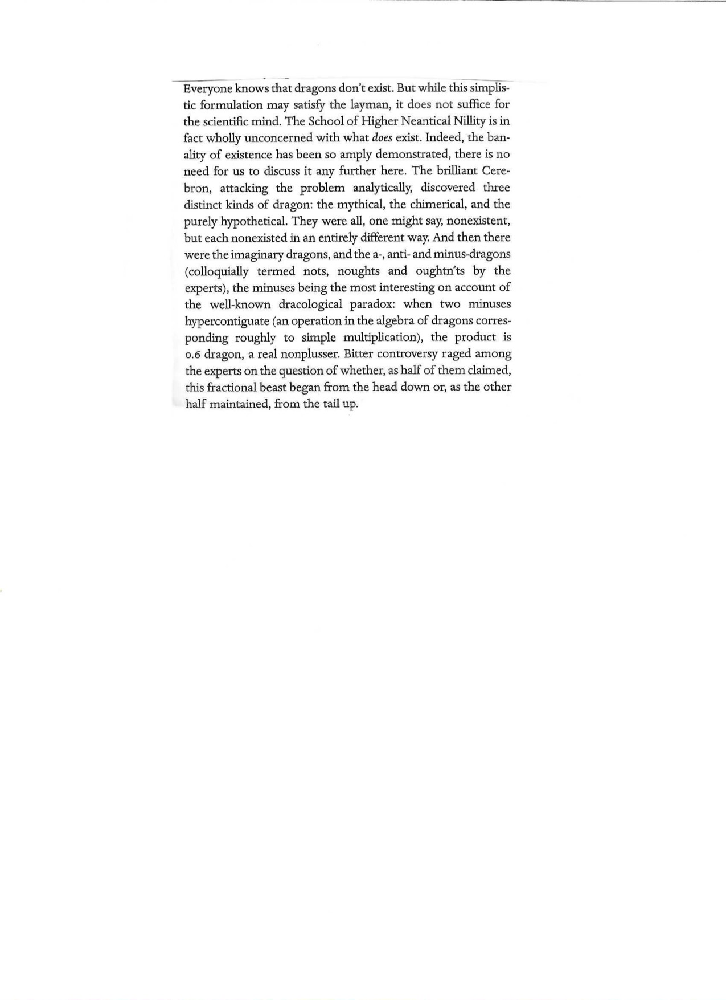 Everyone knows that dragons don't exist. But while this simplis-
tic formulation may satisfy the layman, it does not suffice for
the scientific mind. The School of Higher Neantical Nillity is in
fact wholly unconcerned with what does exist. Indeed, the ban-
ality of existence has been so amply demonstrated, there is no
need for us to discuss it any further here. The brilliant Cere-
bron, attacking the problem analytically, discovered three
distinct kinds of dragon: the mythical, the chimerical, and the
purely hypothetical. They were all, one might say, nonexistent,
but each nonexisted in an entirely different way. And then there
were the imaginary dragons, and the a-, anti- and minus-dragons
(colloquially termed nots, noughts and oughtn'ts by the
experts), the minuses being the most interesting on account of
the well-known dracological paradox: when two minuses
hypercontiguate (an operation in the algebra of dragons corres-
ponding roughly to simple multiplication), the product is
0.6 dragon, a real nonplusser. Bitter controversy raged among
the experts on the question of whether, as half of them claimed,
this fractional beast began from the head down or, as the other
half maintained, from the tail up.